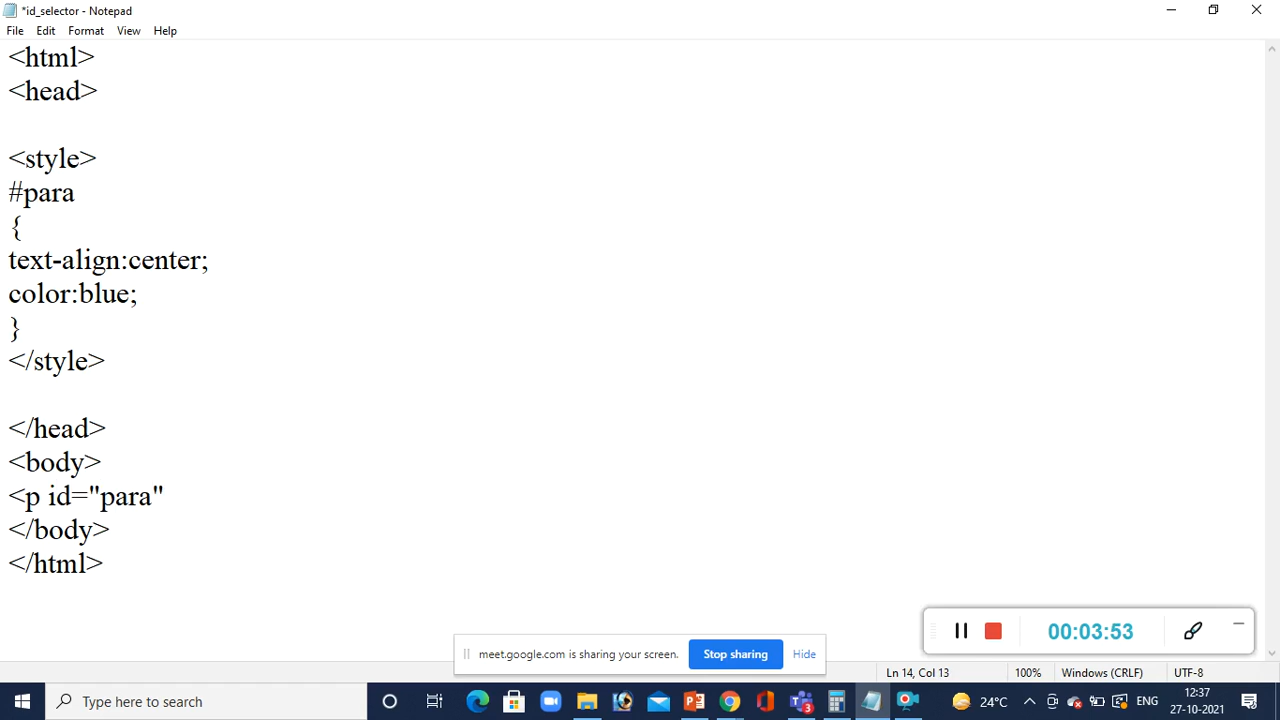 *id_selector - Notepad
File Edit Format View Help
<html>
<head>
<style>
#para
{
text-align:center;
color:blue;
}
</style>
</head>
<body>
<p id="para"
</body>
</html>
00:03:53
meet.google.com is sharing your screen. Stop sharing Hide
Ln 14, Col 13 100% Windows (CRLF) UTF-8
Type here to search 3 24°C ENG 12:37
27-10-2021